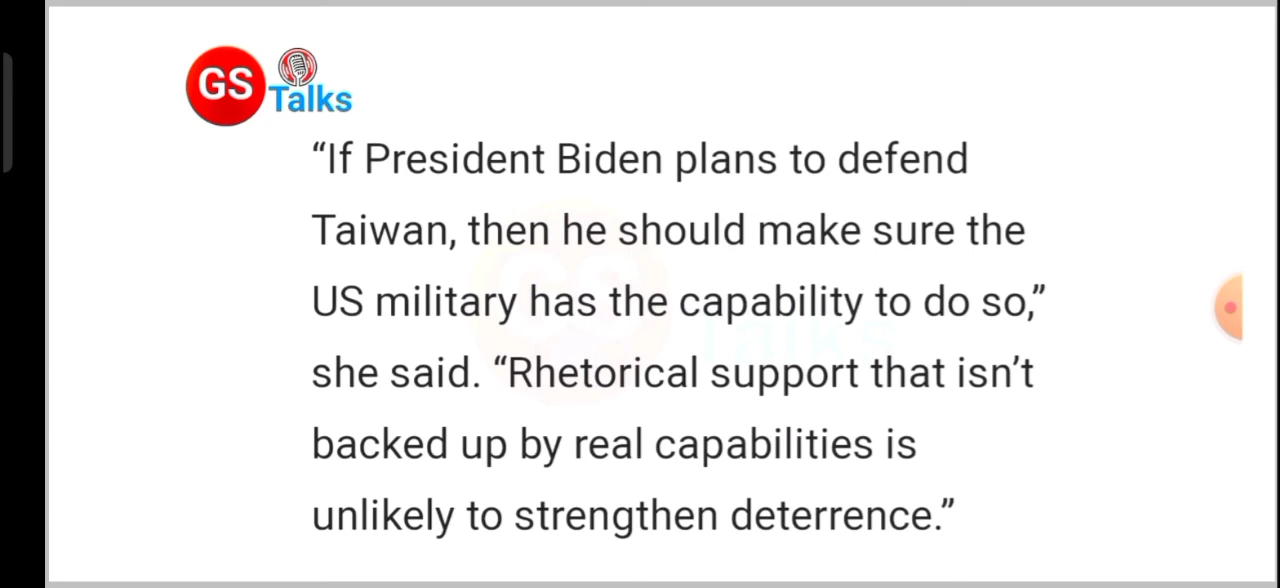 GS
Talks
“If President Biden plans to defend
Taiwan, then he should make sure the
US military has the capability to do so,”
she said. “Rhetorical support that isn’t
backed up by real capabilities is
unlikely to strengthen deterrence.”